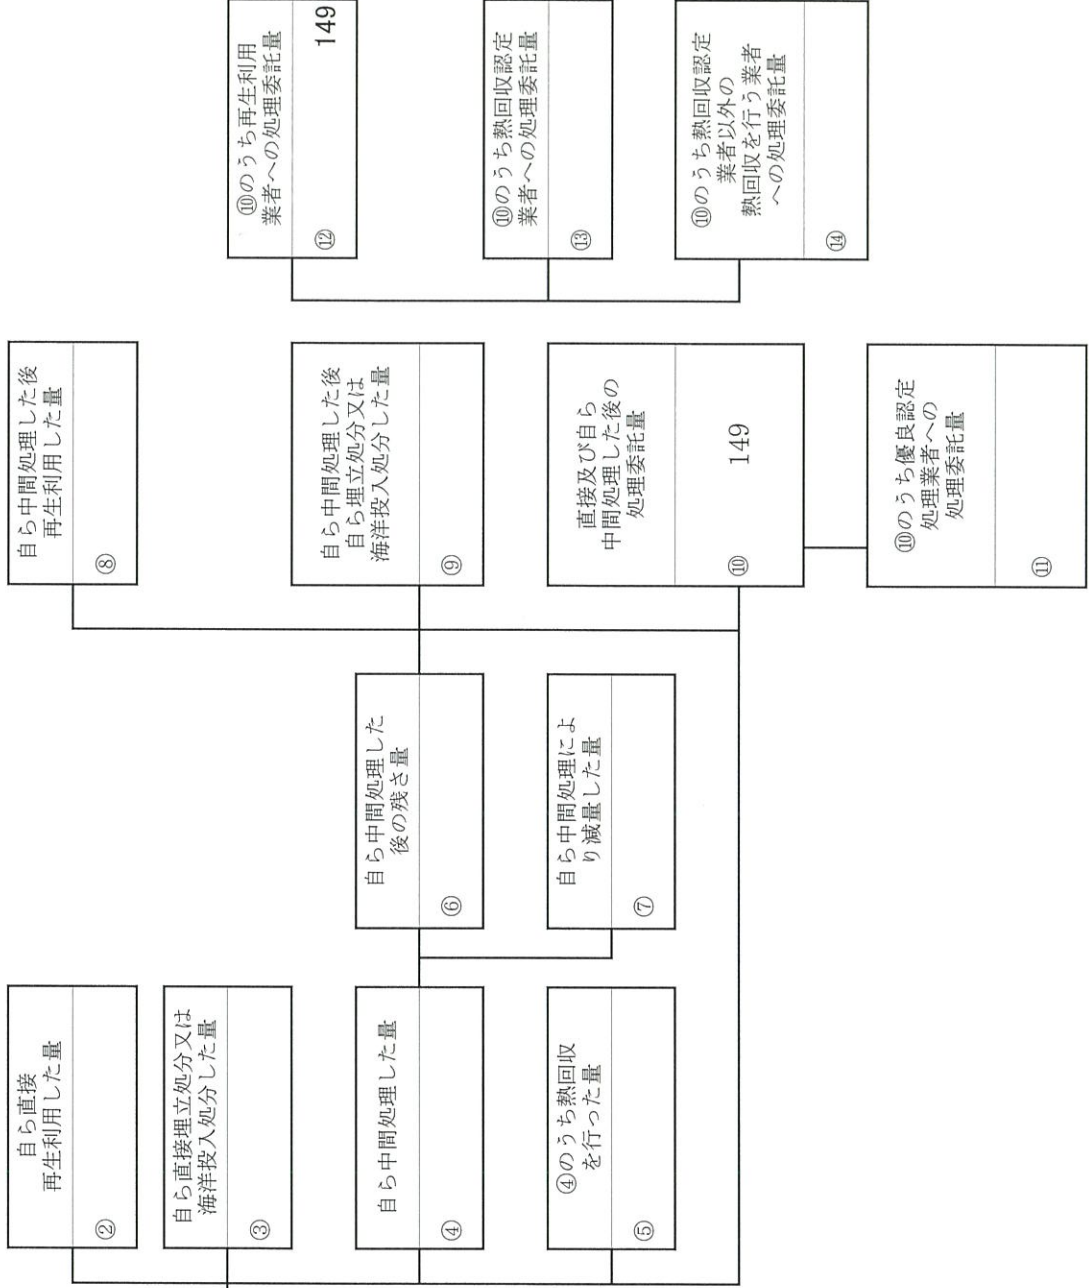 自ら直接
再生利用した量
②
自ら直接埋立処分又は
海洋投入処分した量
③
自ら中間処理した量
④
④のうち熱回収
を行った量
⑤
自ら中間処理した
後の残さ量
⑥
自ら中間処理によ
り減量した量
⑦
自ら中間処理した後
再生利用した量
⑧
自ら中間処理した後
自ら埋立処分又は
海洋投入処分した量
⑨
直接及び自ら
中間処理した後の
処理委託量
⑩ 149
⑩のうち優良認定
処理業者への
処理委託量
⑪
⑩のうち再生利用
業者への処理委託量
⑫ 149
⑩のうち熱回収認定
業者への処理委託量
⑬
⑩のうち熱回収認定
業者以外の
熱回収を行う業者
への処理委託量
⑭